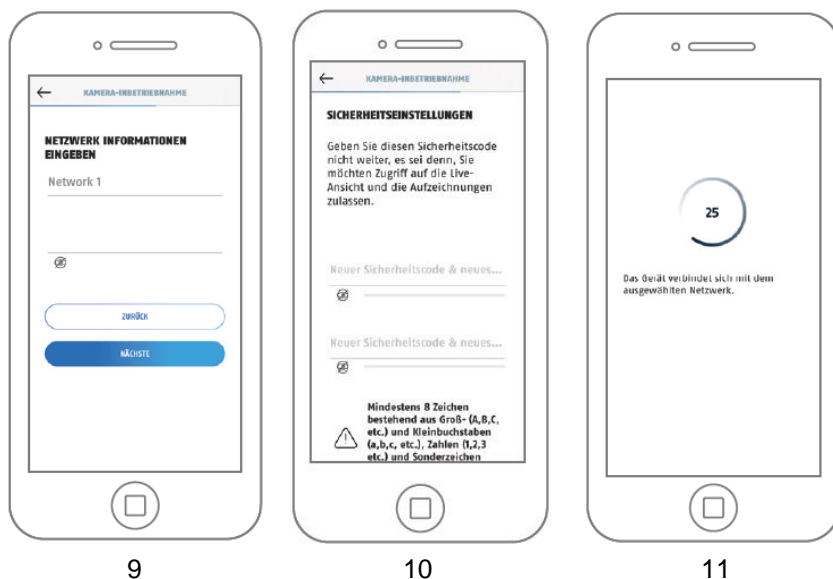 KAMERA-INBETRIEBNAHME
NETZWERK INFORMATIONEN
EINGEBEN
Network 1
ZURÜCK
NÄCHSTE
9
KAMERA-INBETRIEBNAHME
SICHERHEITSEINSTELLUNGEN
Geben Sie diesen Sicherheitscode
nicht weiter, es sei denn, Sie
möchten Zugriff auf die Live-
Ansicht und die Aufzeichnungen
zulassen.
Neuer Sicherheitscode & neues...
Neuer Sicherheitscode & neues...
Mindestens 8 Zeichen
bestehend aus Groß- (A,B,C,
etc.) und Kleinbuchstaben
(a,b,c, etc.), Zahlen (1,2,3
etc.) und Sonderzeichen
10
25
Das Gerät verbindet sich mit dem
ausgewählten Netzwerk.
11